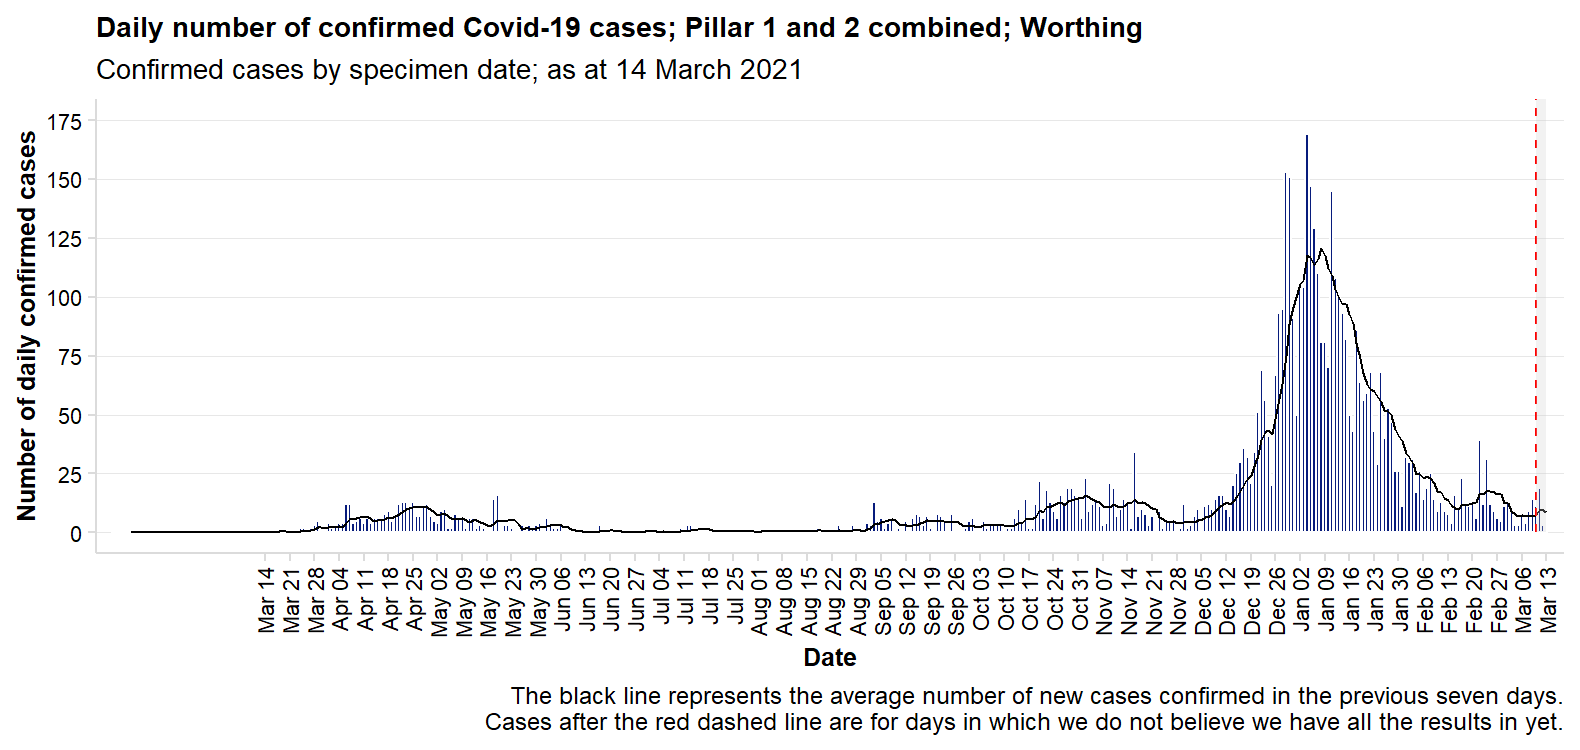 Daily number of confirmed Covid-19 cases; Pillar 1 and 2 combined; Worthing
Confirmed cases by specimen date; as at 14 March 2021
Number of daily confirmed cases
175
150
125
100
75
50
25
0
Mar 14
Mar 21
Mar 28
Apr 04
Apr 11
Apr 18
Apr 25
May 02
May 09
May 16
May 23
May 30
Jun 06
Jun 13
Jun 20
Jun 27
Jul 04
Jul 11
Jul 18
Jul 25
Aug 01
Aug 08
Aug 15
Aug 22
Aug 29
Sep 05
Sep 12
Sep 19
Sep 26
Oct 03
Oct 10
Oct 17
Oct 24
Oct 31
Nov 07
Nov 14
Nov 21
Nov 28
Dec 05
Dec 12
Dec 19
Dec 26
Jan 02
Jan 09
Jan 16
Jan 23
Jan 30
Feb 06
Feb 13
Feb 20
Feb 27
Mar 06
Mar 13
Date
The black line represents the average number of new cases confirmed in the previous seven days.
Cases after the red dashed line are for days in which we do not believe we have all the results in yet.